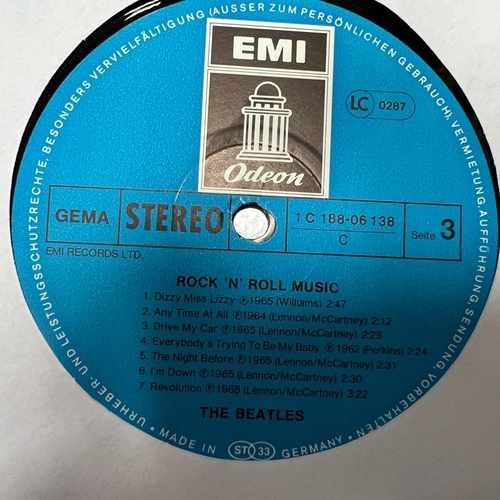 URHEBER- UND LEISTUNGSSCHUTZRECHTE, BESONDERS VERVIELFÄLTIGUNG (AUSSER ZUM PERSÖNLICHEN GEBRAUCH), VERMIETUNG, AUFFÜHRUNG, SENDUNG, VORBEHALTEN
EMI
Odeon
LC 0287
GEMA STEREO
1 C 188-06 138
C
Seite 3
EMI RECORDS LTD.
ROCK 'N' ROLL MUSIC
1. Dizzy Miss Lizzy ℗1965 (Williams) 2:47
2. Any Time At All ℗1964 (Lennon/McCartney) 2:12
3. Drive My Car ℗1965 (Lennon/McCartney) 2:25
4. Everybody's Trying To Be My Baby ℗1962 (Perkins) 2:24
5. The Night Before ℗1965 (Lennon/McCartney) 2:31
6. I'm Down ℗1965 (Lennon/McCartney) 2:30
7. Revolution ℗1968 (Lennon/McCartney) 3:22
THE BEATLES
• MADE IN ST 33 GERMANY •